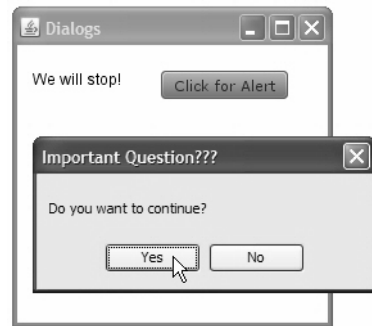 Dialogs
We will stop! Click for Alert
Important Question???
Do you want to continue?
Yes No